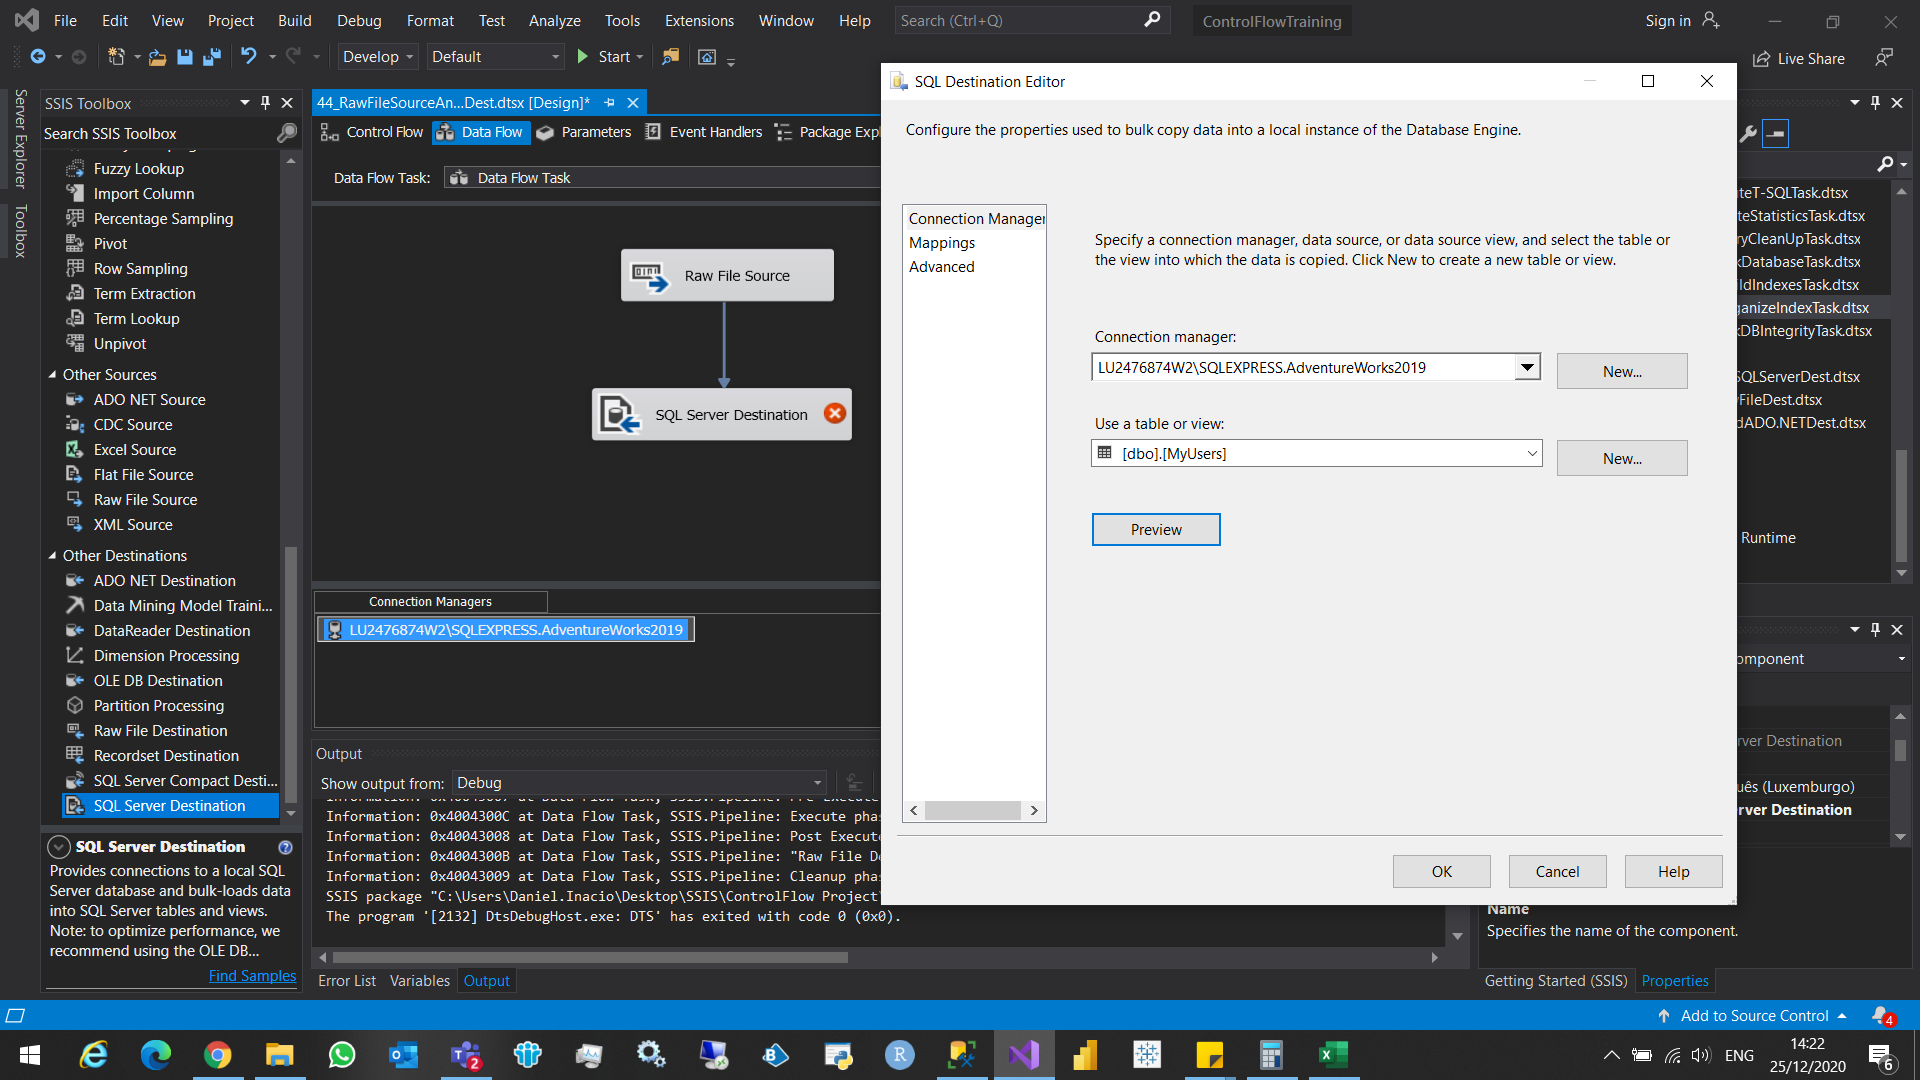 File Edit View Project Build Debug Format Test Analyze Tools Extensions Window Help Search (Ctrl+Q) ControlFlowTraining Sign in
Develop Default Start Live Share
Server Explorer
Toolbox
SSIS Toolbox
Search SSIS Toolbox
Fuzzy Lookup
Import Column
Percentage Sampling
Pivot
Row Sampling
Term Extraction
Term Lookup
Unpivot
Other Sources
ADO NET Source
CDC Source
Excel Source
Flat File Source
Raw File Source
XML Source
Other Destinations
ADO NET Destination
Data Mining Model Traini...
DataReader Destination
Dimension Processing
OLE DB Destination
Partition Processing
Raw File Destination
Recordset Destination
SQL Server Compact Desti...
SQL Server Destination
SQL Server Destination
Provides connections to a local SQL
Server database and bulk-loads data
into SQL Server tables and views.
Note: to optimize performance, we
recommend using the OLE DB...
Find Samples
44_RawFileSourceAn...Dest.dtsx [Design]*
Control Flow Data Flow Parameters Event Handlers Package Expl
Data Flow Task: Data Flow Task
Raw File Source
SQL Server Destination
Connection Managers
LU2476874W2\SQLEXPRESS.AdventureWorks2019
Output
Show output from: Debug
Information: 0x4004300C at Data Flow Task, SSIS.Pipeline: Execute phas
Information: 0x40043008 at Data Flow Task, SSIS.Pipeline: Post Execute
Information: 0x4004300B at Data Flow Task, SSIS.Pipeline: "Raw File De
Information: 0x40043009 at Data Flow Task, SSIS.Pipeline: Cleanup phas
SSIS package "C:\Users\Daniel.Inacio\Desktop\SSIS\ControlFlow Project\
The program '[2132] DtsDebugHost.exe: DTS' has exited with code 0 (0x0).
Error List Variables Output
SQL Destination Editor
Configure the properties used to bulk copy data into a local instance of the Database Engine.
Connection Manager
Mappings
Advanced
Specify a connection manager, data source, or data source view, and select the table or
the view into which the data is copied. Click New to create a new table or view.
Connection manager:
LU2476874W2\SQLEXPRESS.AdventureWorks2019 New...
Use a table or view:
[dbo].[MyUsers] New...
Preview
OK Cancel Help
uteT-SQLTask.dtsx
teStatisticsTask.dtsx
ryCleanUpTask.dtsx
kDatabaseTask.dtsx
ildIndexesTask.dtsx
ganizeIndexTask.dtsx
kDBIntegrityTask.dtsx
SQLServerDest.dtsx
vFileDest.dtsx
dADO.NETDest.dtsx
Runtime
omponent
rver Destination
uês (Luxemburgo)
rver Destination
Name
Specifies the name of the component.
Getting Started (SSIS) Properties
Add to Source Control 4
2 ENG 14:22
25/12/2020 6